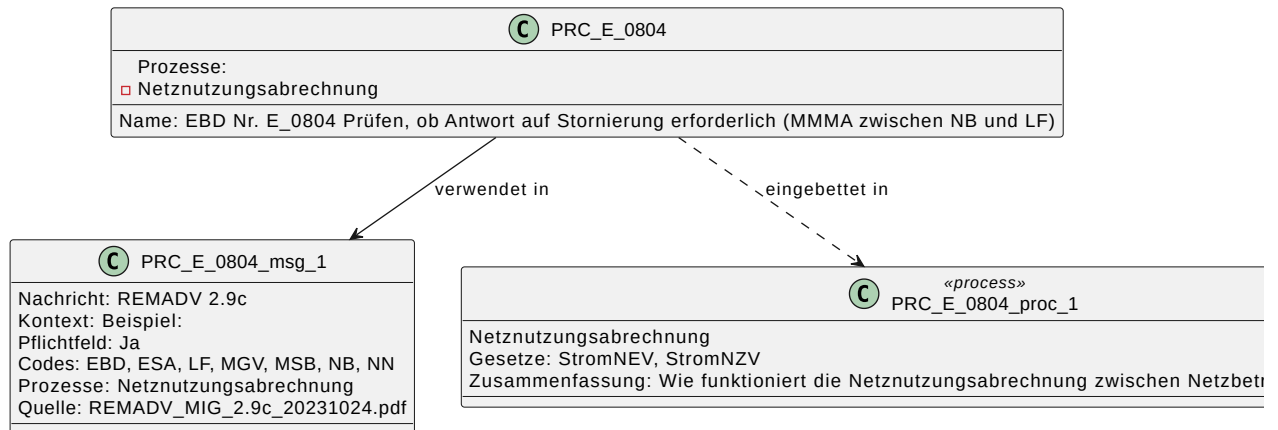 C PRC_E_0804
Prozesse:
Netznutzungsabrechnung
Name: EBD Nr. E_0804 Prüfen, ob Antwort auf Stornierung erforderlich (MMMA zwischen NB und LF)
verwendet in
eingebettet in
C PRC_E_0804_msg_1
Nachricht: REMADV 2.9c
Kontext: Beispiel:
Pflichtfeld: Ja
Codes: EBD, ESA, LF, MGV, MSB, NB, NN
Prozesse: Netznutzungsabrechnung
Quelle: REMADV_MIG_2.9c_20231024.pdf
C «process»
PRC_E_0804_proc_1
Netznutzungsabrechnung
Gesetze: StromNEV, StromNZV
Zusammenfassung: Wie funktioniert die Netznutzungsabrechnung zwischen